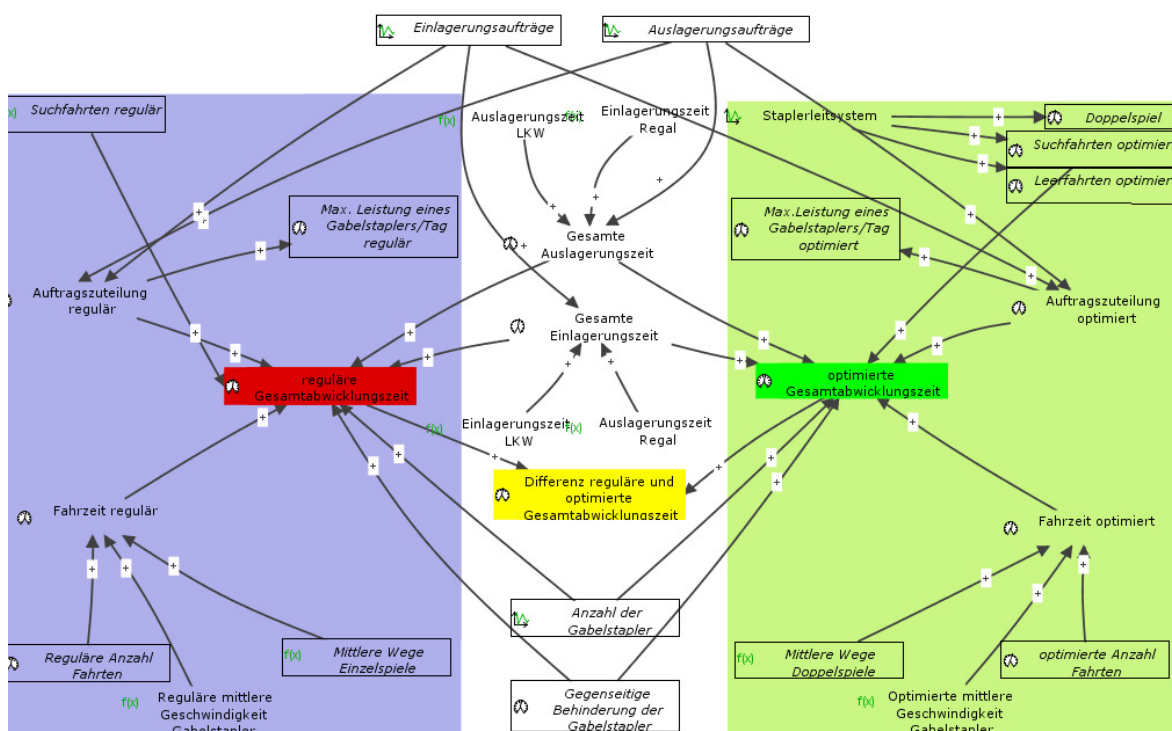 Einlagerungsaufträge
Auslagerungsaufträge
f(x)
Suchfahrten regulär
f(x)
Auslagerungszeit
LKW
f(x)
Einlagerungszeit
Regal
Staplerleitsystem
Doppelspiel
Suchfahrten optimier
Leerfahrten optimier
Max. Leistung eines
Gabelstaplers/Tag
regulär
Max.Leistung eines
Gabelstaplers/Tag
optimiert
Gesamte
Auslagerungszeit
Auftragszuteilung
regulär
Auftragszuteilung
optimiert
Gesamte
Einlagerungszeit
reguläre
Gesamtabwicklungszeit
optimierte
Gesamtabwicklungszeit
f(x)
Einlagerungszeit
LKW
f(x)
Auslagerungszeit
Regal
Differenz reguläre und
optimierte
Gesamtabwicklungszeit
Fahrzeit regulär
Fahrzeit optimiert
Anzahl der
Gabelstapler
Reguläre Anzahl
Fahrten
f(x)
Mittlere Wege
Einzelspiele
f(x)
Mittlere Wege
Doppelspiele
optimierte Anzahl
Fahrten
f(x)
Reguläre mittlere
Geschwindigkeit
Gabelstapler
Gegenseitige
Behinderung der
Gabelstapler
f(x)
Optimierte mittlere
Geschwindigkeit
Gabelstapler